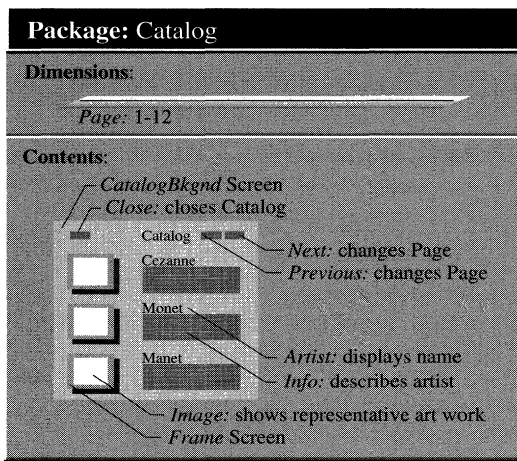 Package: Catalog
Dimensions:
Page: 1-12
Contents:
CatalogBkgnd Screen
Close: closes Catalog
Catalog
Next: changes Page
Cezanne
Previous: changes Page
Monet
Artist: displays name
Manet
Info: describes artist
Image: shows representative art work
Frame Screen